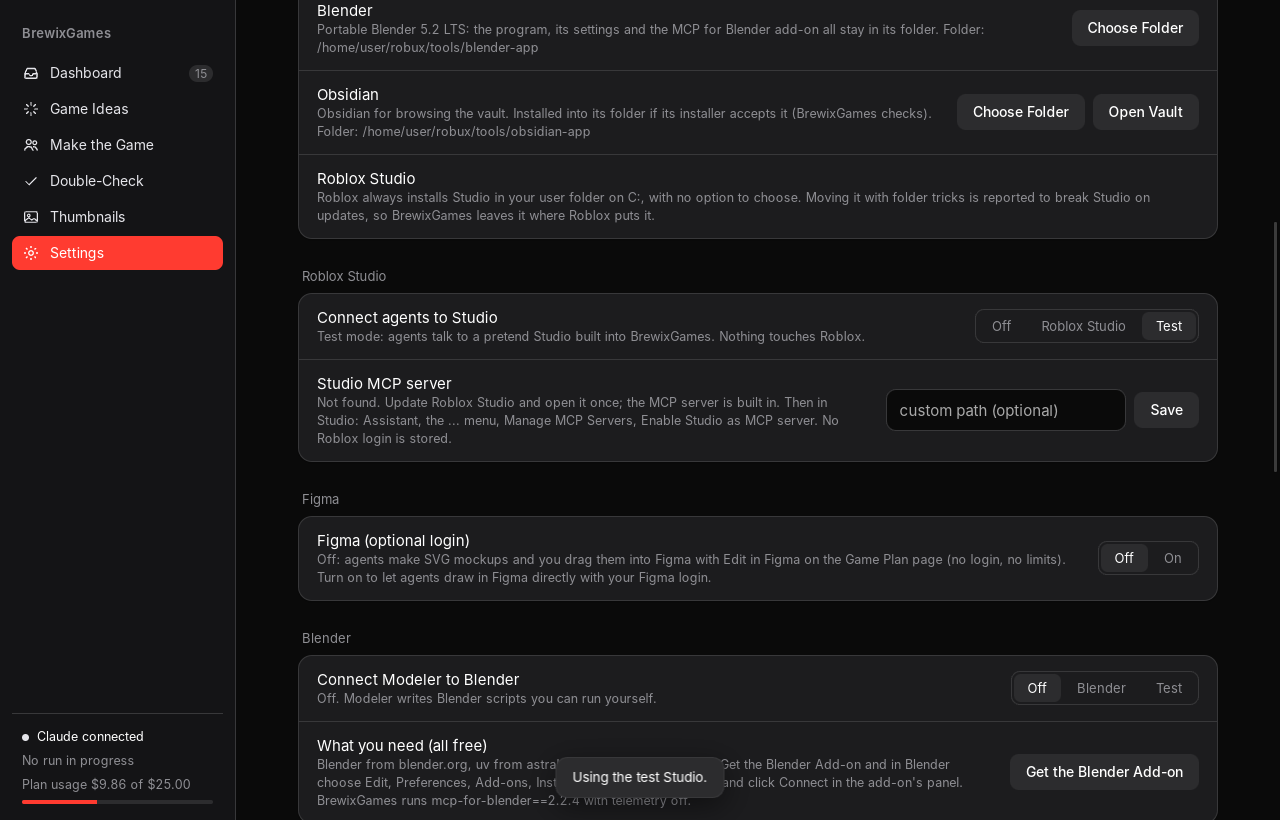 BrewixGames
Dashboard
15
Game Ideas
Make the Game
Double-Check
Thumbnails
Settings
Claude connected
No run in progress
Plan usage $9.86 of $25.00
Blender
Portable Blender 5.2 LTS: the program, its settings and the MCP for Blender add-on all stay in its folder. Folder:
/home/user/robux/tools/blender-app
Choose Folder
Obsidian
Obsidian for browsing the vault. Installed into its folder if its installer accepts it (BrewixGames checks).
Folder: /home/user/robux/tools/obsidian-app
Choose Folder
Open Vault
Roblox Studio
Roblox always installs Studio in your user folder on C:, with no option to choose. Moving it with folder tricks is reported to break Studio on
updates, so BrewixGames leaves it where Roblox puts it.
Roblox Studio
Connect agents to Studio
Test mode: agents talk to a pretend Studio built into BrewixGames. Nothing touches Roblox.
Off
Roblox Studio
Test
Studio MCP server
Not found. Update Roblox Studio and open it once; the MCP server is built in. Then in
Studio: Assistant, the ... menu, Manage MCP Servers, Enable Studio as MCP server. No
Roblox login is stored.
custom path (optional)
Save
Figma
Figma (optional login)
Off: agents make SVG mockups and you drag them into Figma with Edit in Figma on the Game Plan page (no login, no limits).
Turn on to let agents draw in Figma directly with your Figma login.
Off
On
Blender
Connect Modeler to Blender
Off. Modeler writes Blender scripts you can run yourself.
Off
Blender
Test
What you need (all free)
Blender from blender.org, uv from Get the Blender Add-on and in Blender
choose Edit, Preferences, Add-ons, and click Connect in the add-on's panel.
BrewixGames runs mcp-for-blender==2.2.4 with telemetry off.
Get the Blender Add-on
Using the test Studio.